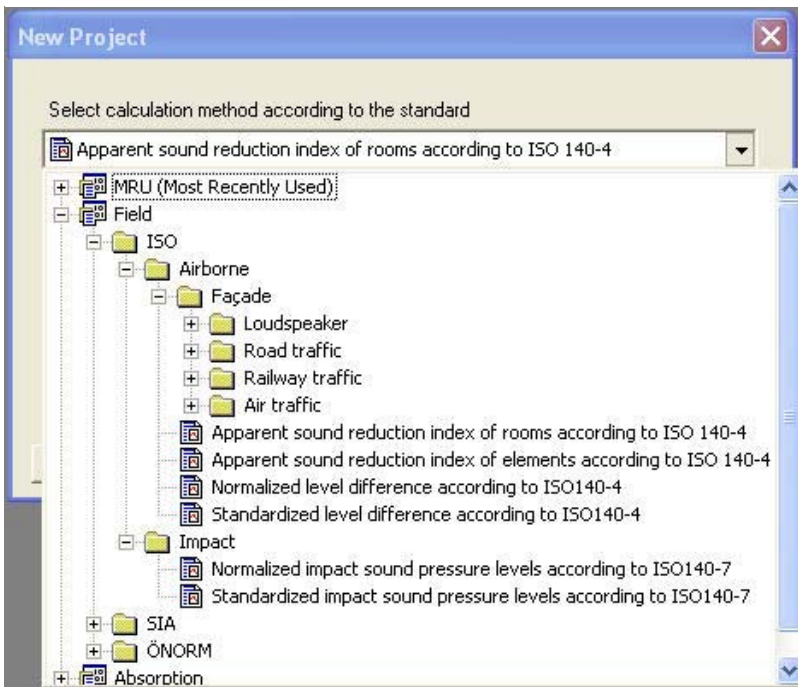 New Project
Select calculation method according to the standard
Apparent sound reduction index of rooms according to ISO 140-4
MRU (Most Recently Used)
Field
ISO
Airborne
Façade
Loudspeaker
Road traffic
Railway traffic
Air traffic
Apparent sound reduction index of rooms according to ISO 140-4
Apparent sound reduction index of elements according to ISO 140-4
Normalized level difference according to ISO140-4
Standardized level difference according to ISO140-4
Impact
Normalized impact sound pressure levels according to ISO140-7
Standardized impact sound pressure levels according to ISO140-7
SIA
ÖNORM
Absorption